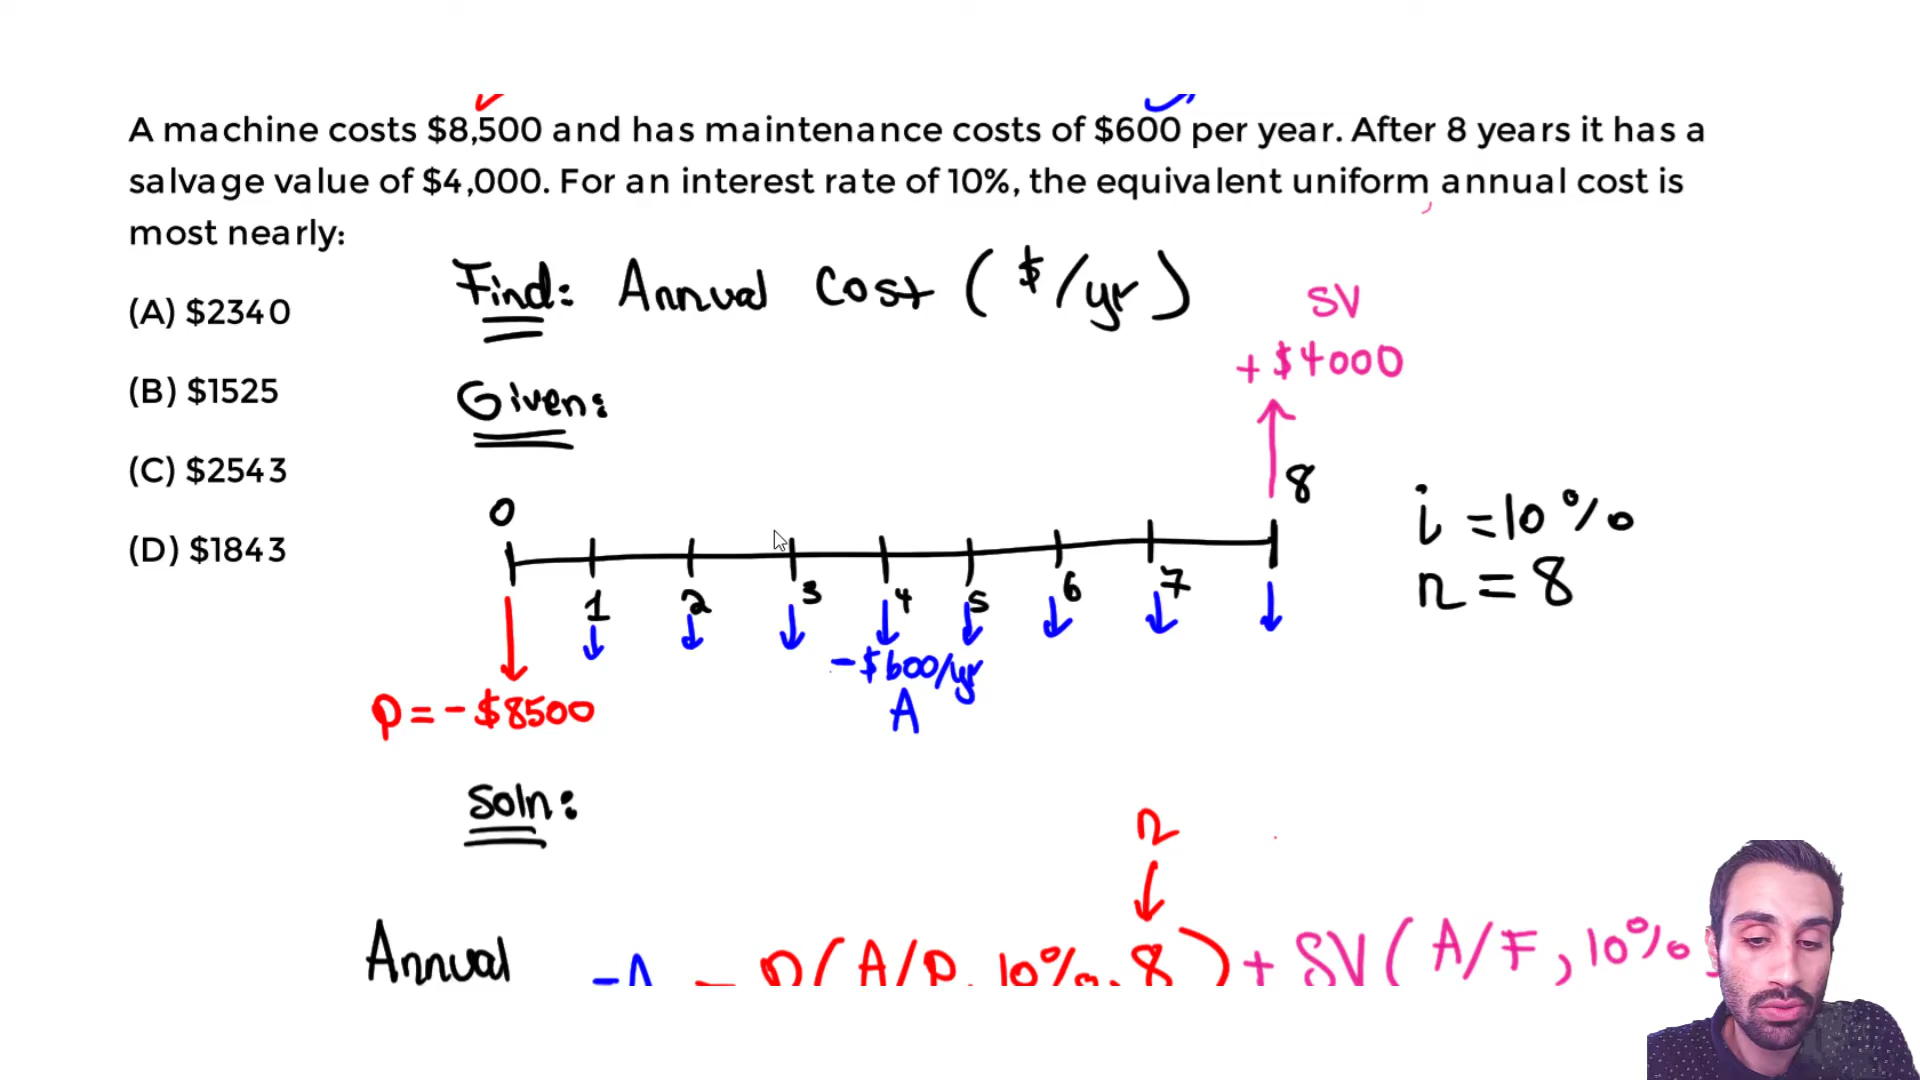 A machine costs $8,500 and has maintenance costs of $600 per year. After 8 years it has a
salvage value of $4,000. For an interest rate of 10%, the equivalent uniform annual cost is
most nearly:
Find: Annual Cost ($/yr)
(A) $2340
SV
+ $4000
Given:
(B) $1525
(C) $2543
0
8
i = 10%
(D) $1843
n = 8
1 2 3 4 5 6 7
- $600/yr
A
P = - $8500
Soln:
n
Annual -A - P(A/P, 10%, 8) + SV(A/F, 10%,